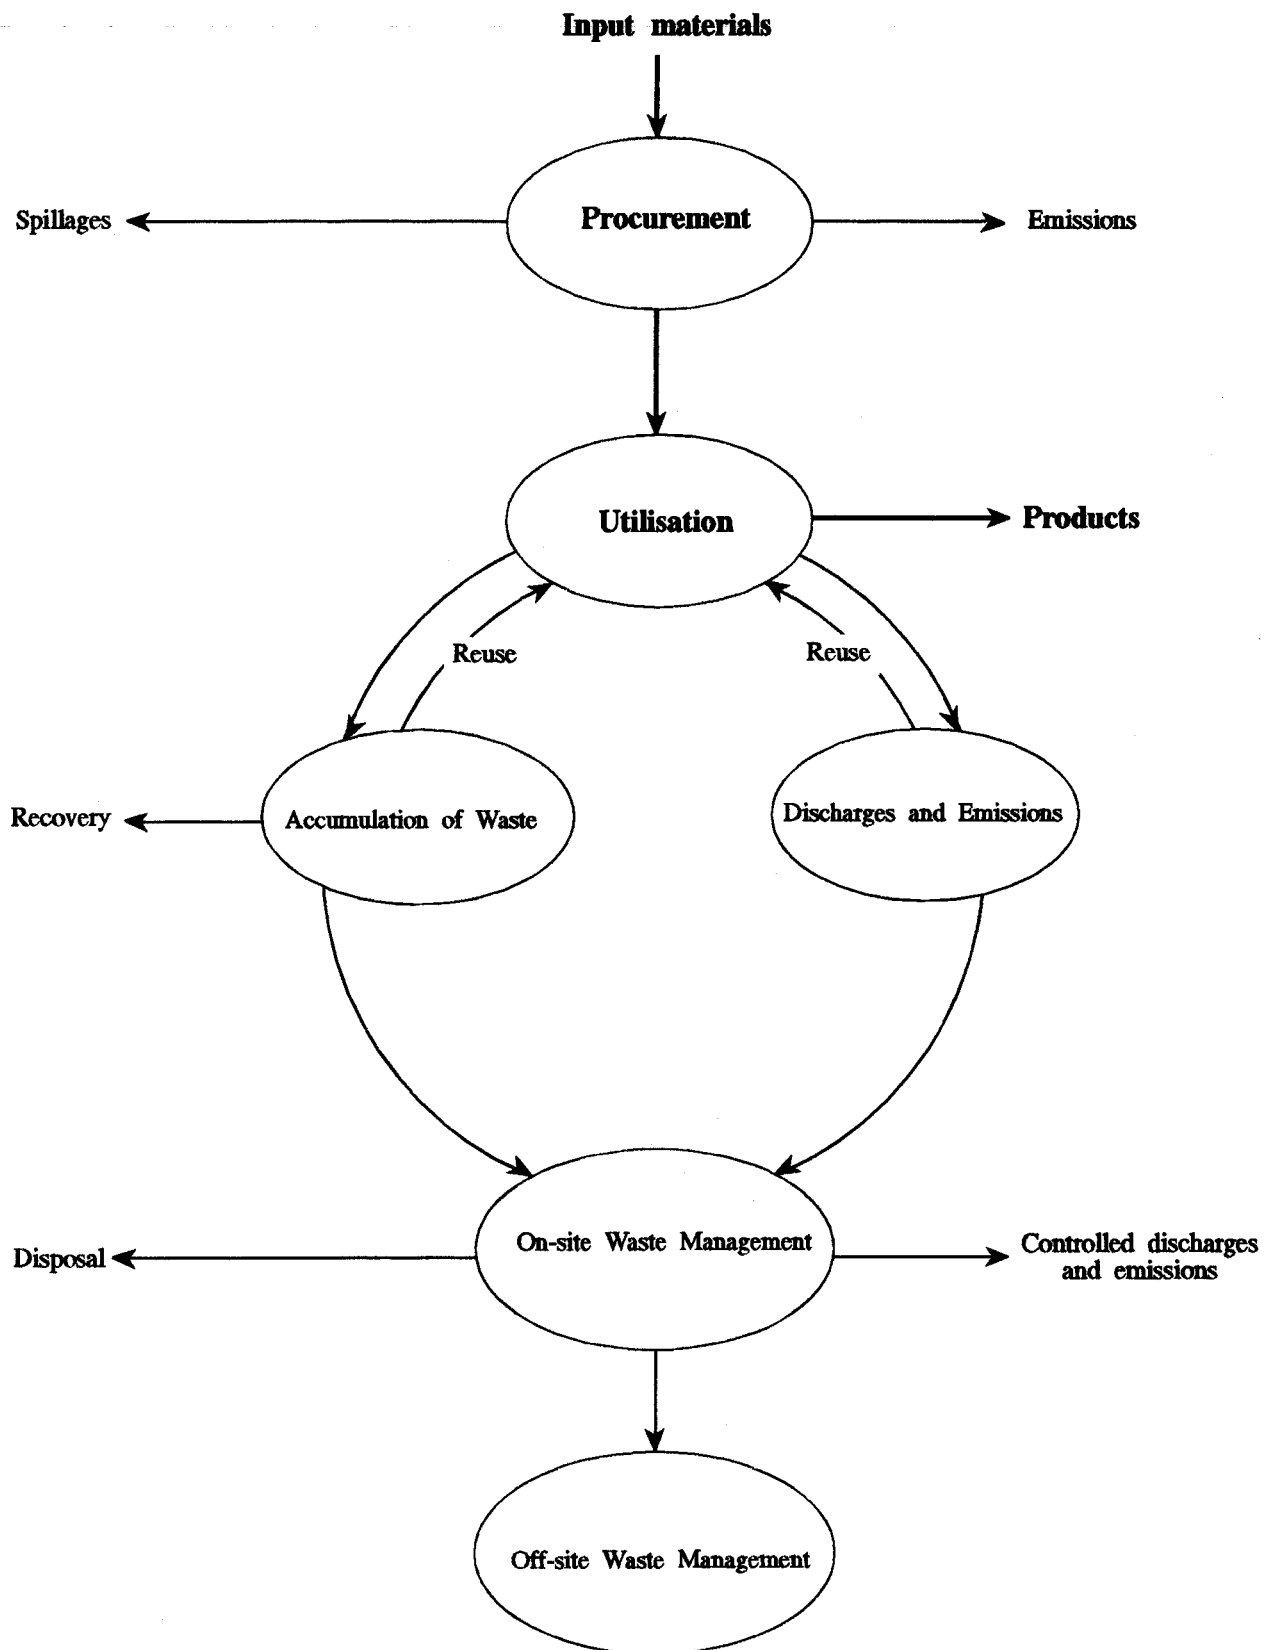 Input materials
Spillages
Procurement
Emissions
Utilisation
Products
Reuse
Reuse
Recovery
Accumulation of Waste
Discharges and Emissions
Disposal
On-site Waste Management
Controlled discharges
and emissions
Off-site Waste Management